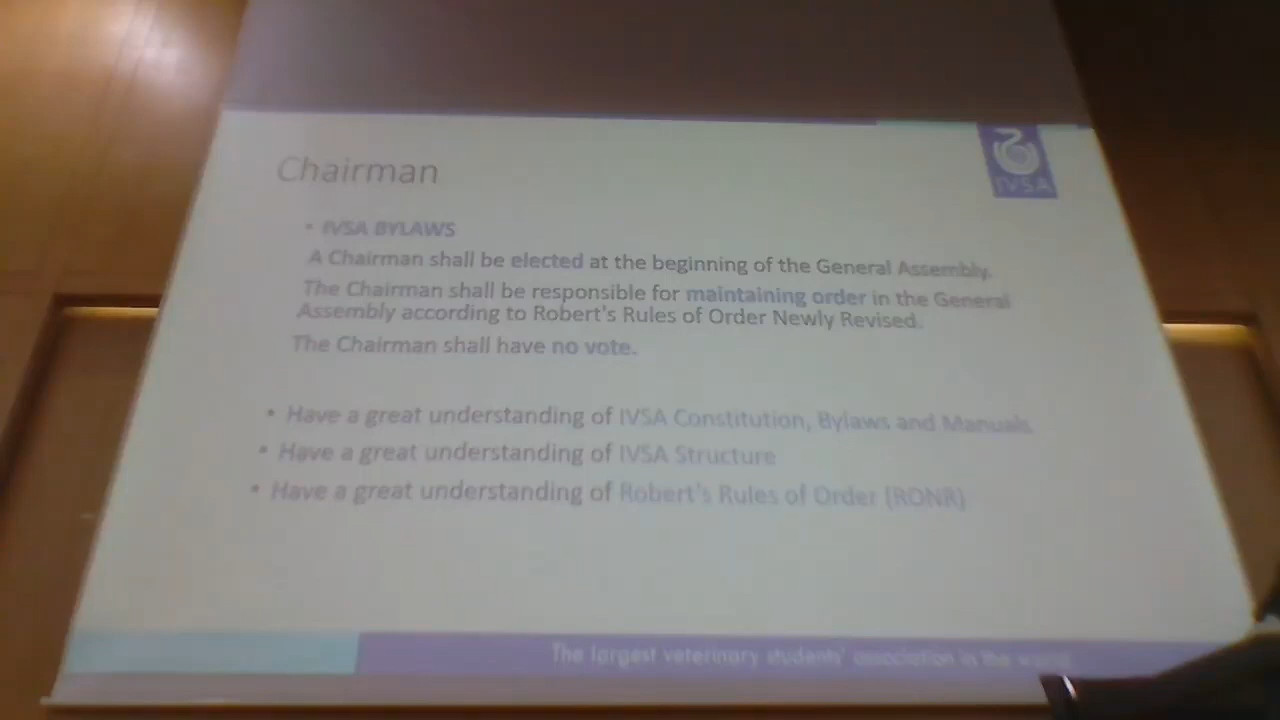 Chairman
IVSA
• IVSA BYLAWS
A Chairman shall be elected at the beginning of the General Assembly.
The Chairman shall be responsible for maintaining order in the General
Assembly according to Robert's Rules of Order Newly Revised.
The Chairman shall have no vote.
• Have a great understanding of IVSA Constitution, Bylaws and Manuals
• Have a great understanding of IVSA Structure
• Have a great understanding of Robert's Rules of Order (RONR)
The largest veterinary students' association in the world